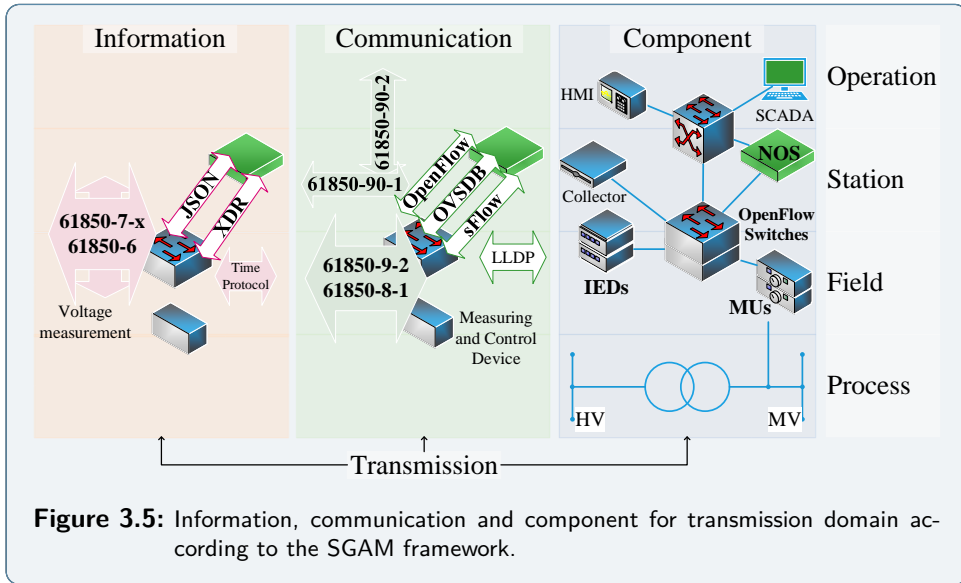 Information
Communication
Component
Operation
Station
Field
Process
JSON
XDR
61850-7-x
61850-6
Time
Protocol
Voltage
measurement
61850-90-2
61850-90-1
OpenFlow
OVSDB
sFlow
LLDP
61850-9-2
61850-8-1
Measuring
and Control
Device
HMI
SCADA
NOS
Collector
OpenFlow
Switches
IEDs
MUs
HV
MV
Transmission
Figure 3.5: Information, communication and component for transmission domain ac-
cording to the SGAM framework.